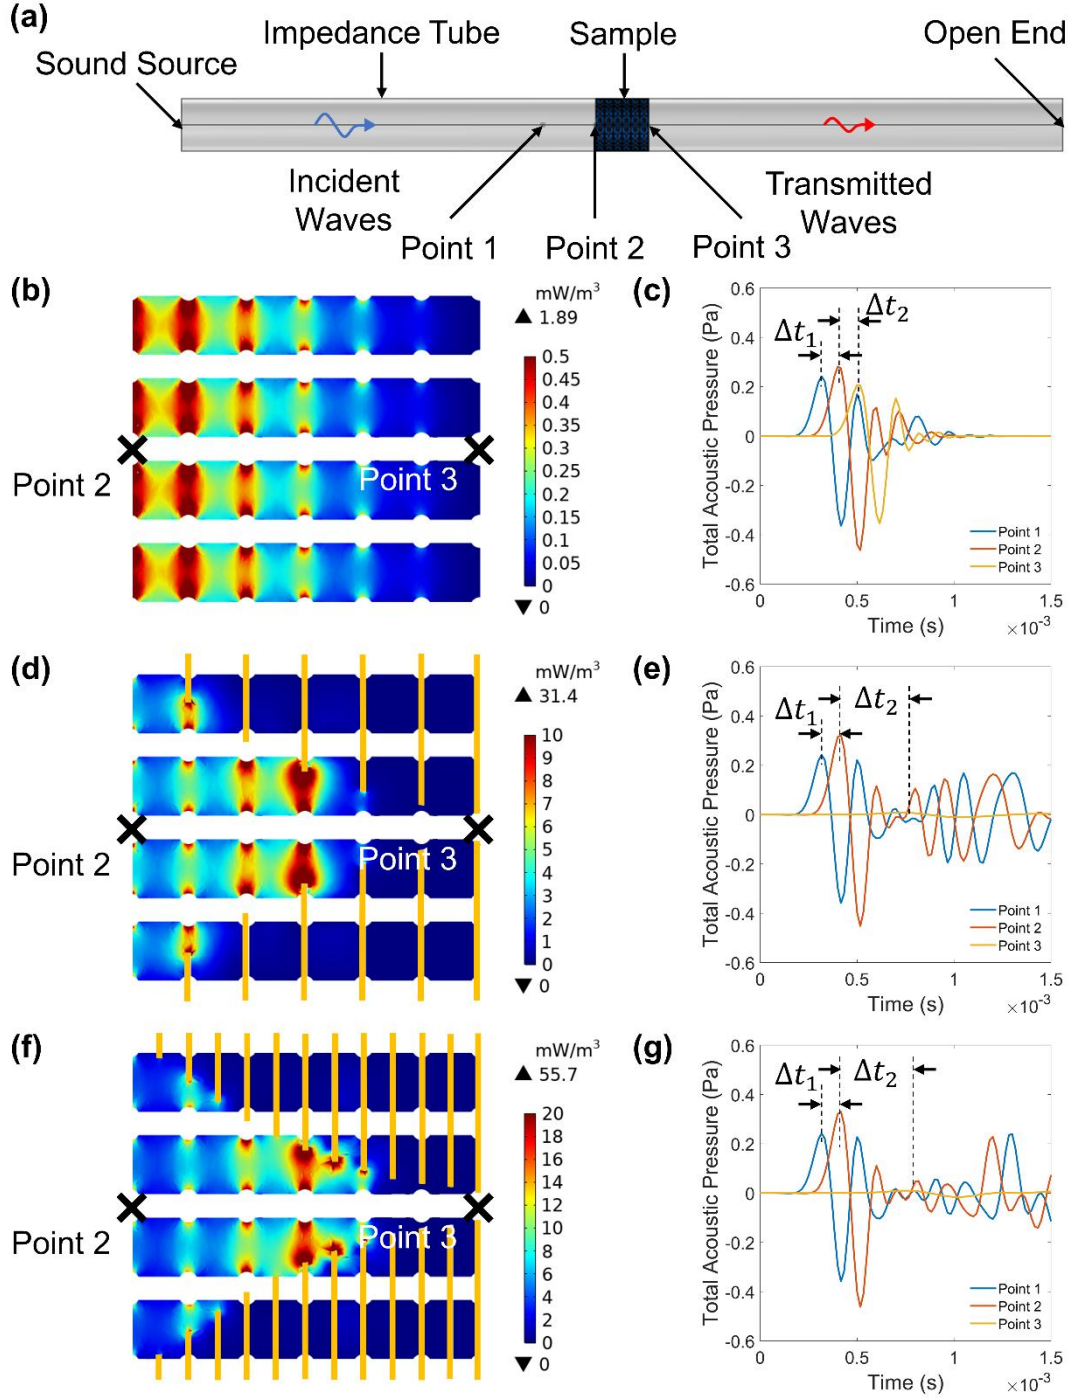 (a)
Impedance Tube
Sample
Open End
Sound Source
Incident
Waves
Transmitted
Waves
Point 1
Point 2
Point 3
(b)
mW/m³
▲ 1.89
0.5
0.45
0.4
0.35
0.3
0.25
0.2
0.15
0.1
0.05
0
▼ 0
Point 2
Point 3
(c)
Total Acoustic Pressure (Pa)
0.6
0.4
0.2
0
-0.2
-0.4
-0.6
Δt₁
Δt₂
Point 1
Point 2
Point 3
0
0.5
1
1.5
Time (s)
×10⁻³
(d)
mW/m³
▲ 31.4
10
9
8
7
6
5
4
3
2
1
0
▼ 0
Point 2
Point 3
(e)
Total Acoustic Pressure (Pa)
0.6
0.4
0.2
0
-0.2
-0.4
-0.6
Δt₁
Δt₂
Point 1
Point 2
Point 3
0
0.5
1
1.5
Time (s)
×10⁻³
(f)
mW/m³
▲ 55.7
20
18
16
14
12
10
8
6
4
2
0
▼ 0
Point 2
Point 3
(g)
Total Acoustic Pressure (Pa)
0.6
0.4
0.2
0
-0.2
-0.4
-0.6
Δt₁
Δt₂
Point 1
Point 2
Point 3
0
0.5
1
1.5
Time (s)
×10⁻³